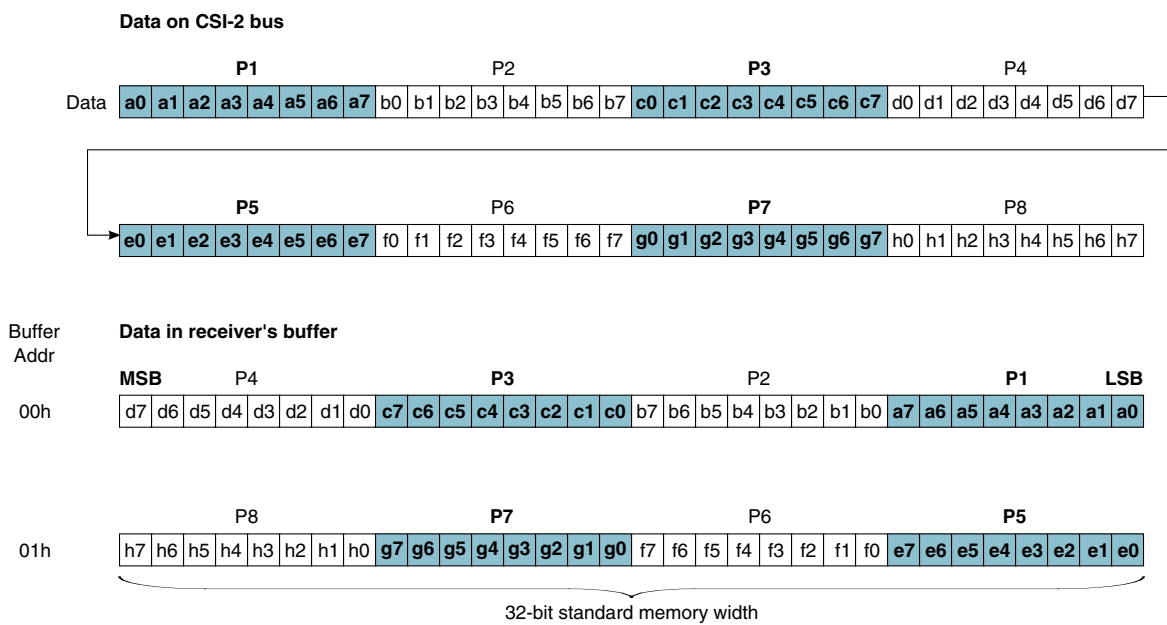 Data on CSI-2 bus
P1 P2 P3 P4
Data a0 a1 a2 a3 a4 a5 a6 a7 b0 b1 b2 b3 b4 b5 b6 b7 c0 c1 c2 c3 c4 c5 c6 c7 d0 d1 d2 d3 d4 d5 d6 d7
P5 P6 P7 P8
e0 e1 e2 e3 e4 e5 e6 e7 f0 f1 f2 f3 f4 f5 f6 f7 g0 g1 g2 g3 g4 g5 g6 g7 h0 h1 h2 h3 h4 h5 h6 h7
Buffer Addr
Data in receiver's buffer
MSB P4 P3 P2 P1 LSB
00h d7 d6 d5 d4 d3 d2 d1 d0 c7 c6 c5 c4 c3 c2 c1 c0 b7 b6 b5 b4 b3 b2 b1 b0 a7 a6 a5 a4 a3 a2 a1 a0
P8 P7 P6 P5
01h h7 h6 h5 h4 h3 h2 h1 h0 g7 g6 g5 g4 g3 g2 g1 g0 f7 f6 f5 f4 f3 f2 f1 f0 e7 e6 e5 e4 e3 e2 e1 e0
32-bit standard memory width